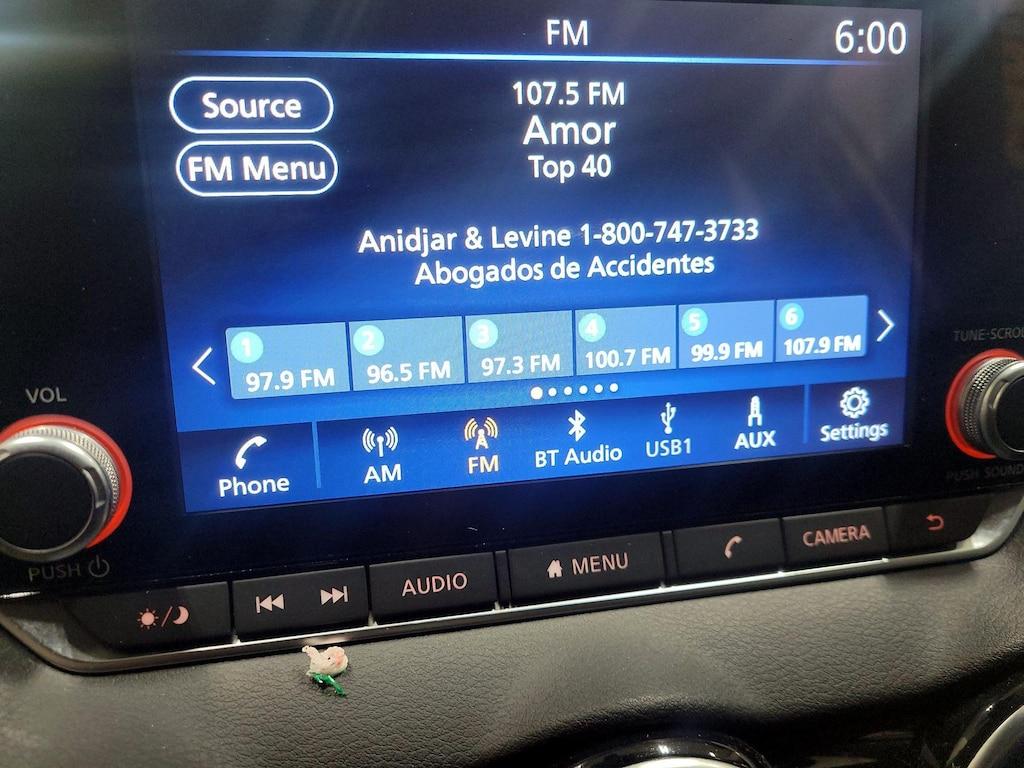 FM
6:00
Source
107.5 FM
Amor
FM Menu
Top 40
Anidjar & Levine 1-800-747-3733
Abogados de Accidentes
1
97.9 FM
2
96.5 FM
3
97.3 FM
4
100.7 FM
5
99.9 FM
6
107.9 FM
Phone
AM
FM
BT Audio
USB1
AUX
Settings
VOL
PUSH
TUNE-SCRO
PUSH SOUND
AUDIO
MENU
CAMERA